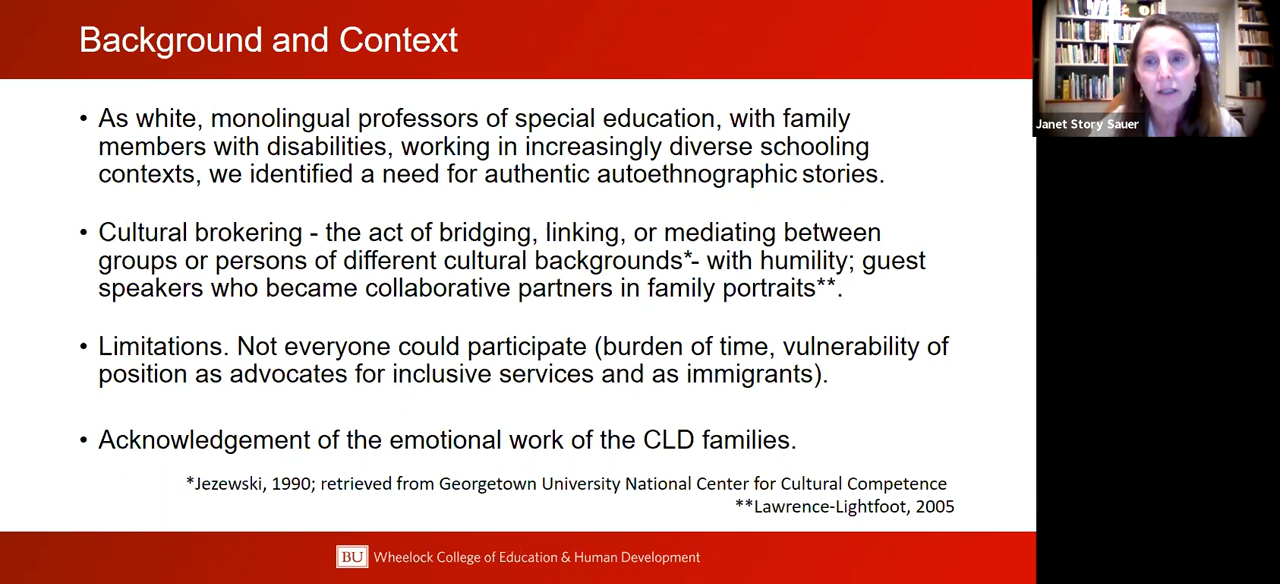 Background and Context
• As white, monolingual professors of special education, with family
members with disabilities, working in increasingly diverse schooling
contexts, we identified a need for authentic autoethnographic stories.
• Cultural brokering - the act of bridging, linking, or mediating between
groups or persons of different cultural backgrounds*- with humility; guest
speakers who became collaborative partners in family portraits**.
• Limitations. Not everyone could participate (burden of time, vulnerability of
position as advocates for inclusive services and as immigrants).
• Acknowledgement of the emotional work of the CLD families.
*Jezewski, 1990; retrieved from Georgetown University National Center for Cultural Competence
**Lawrence-Lightfoot, 2005
BU Wheelock College of Education & Human Development
Janet Story Sauer